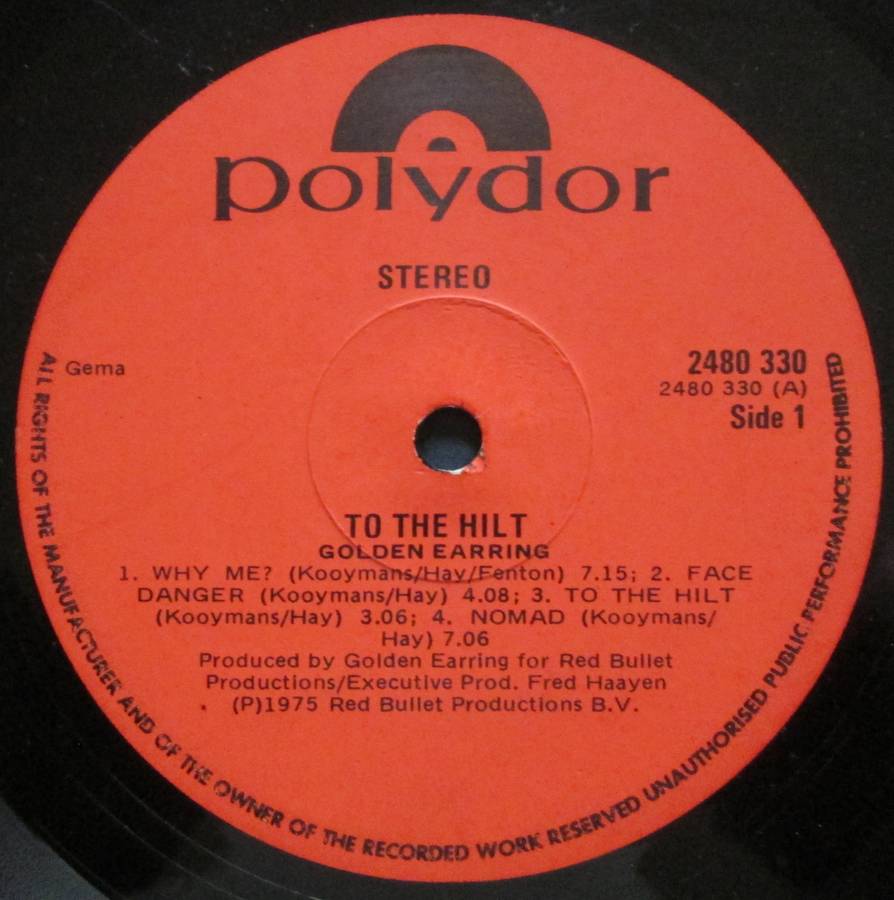 polydor
STEREO
Gema
2480 330
2480 330 (A)
Side 1
TO THE HILT
GOLDEN EARRING
1. WHY ME? (Kooymans/Hay/Fenton) 7.15; 2. FACE
DANGER (Kooymans/Hay) 4.08; 3. TO THE HILT
(Kooymans/Hay) 3.06; 4. NOMAD (Kooymans/
Hay) 7.06
Produced by Golden Earring for Red Bullet
Productions/Executive Prod. Fred Haayen
(P)1975 Red Bullet Productions B.V.
ALL RIGHTS OF THE MANUFACTURER AND OF THE OWNER OF THE RECORDED WORK RESERVED UNAUTHORISED PUBLIC PERFORMANCE PROHIBITED